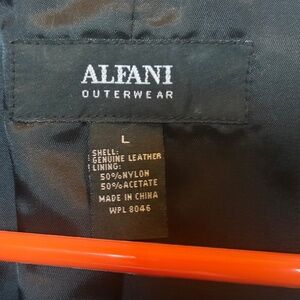 ALFANI
OUTERWEAR
L
SHELL:
GENUINE LEATHER
LINING:
50%NYLON
50%ACETATE
MADE IN CHINA
WPL 8046